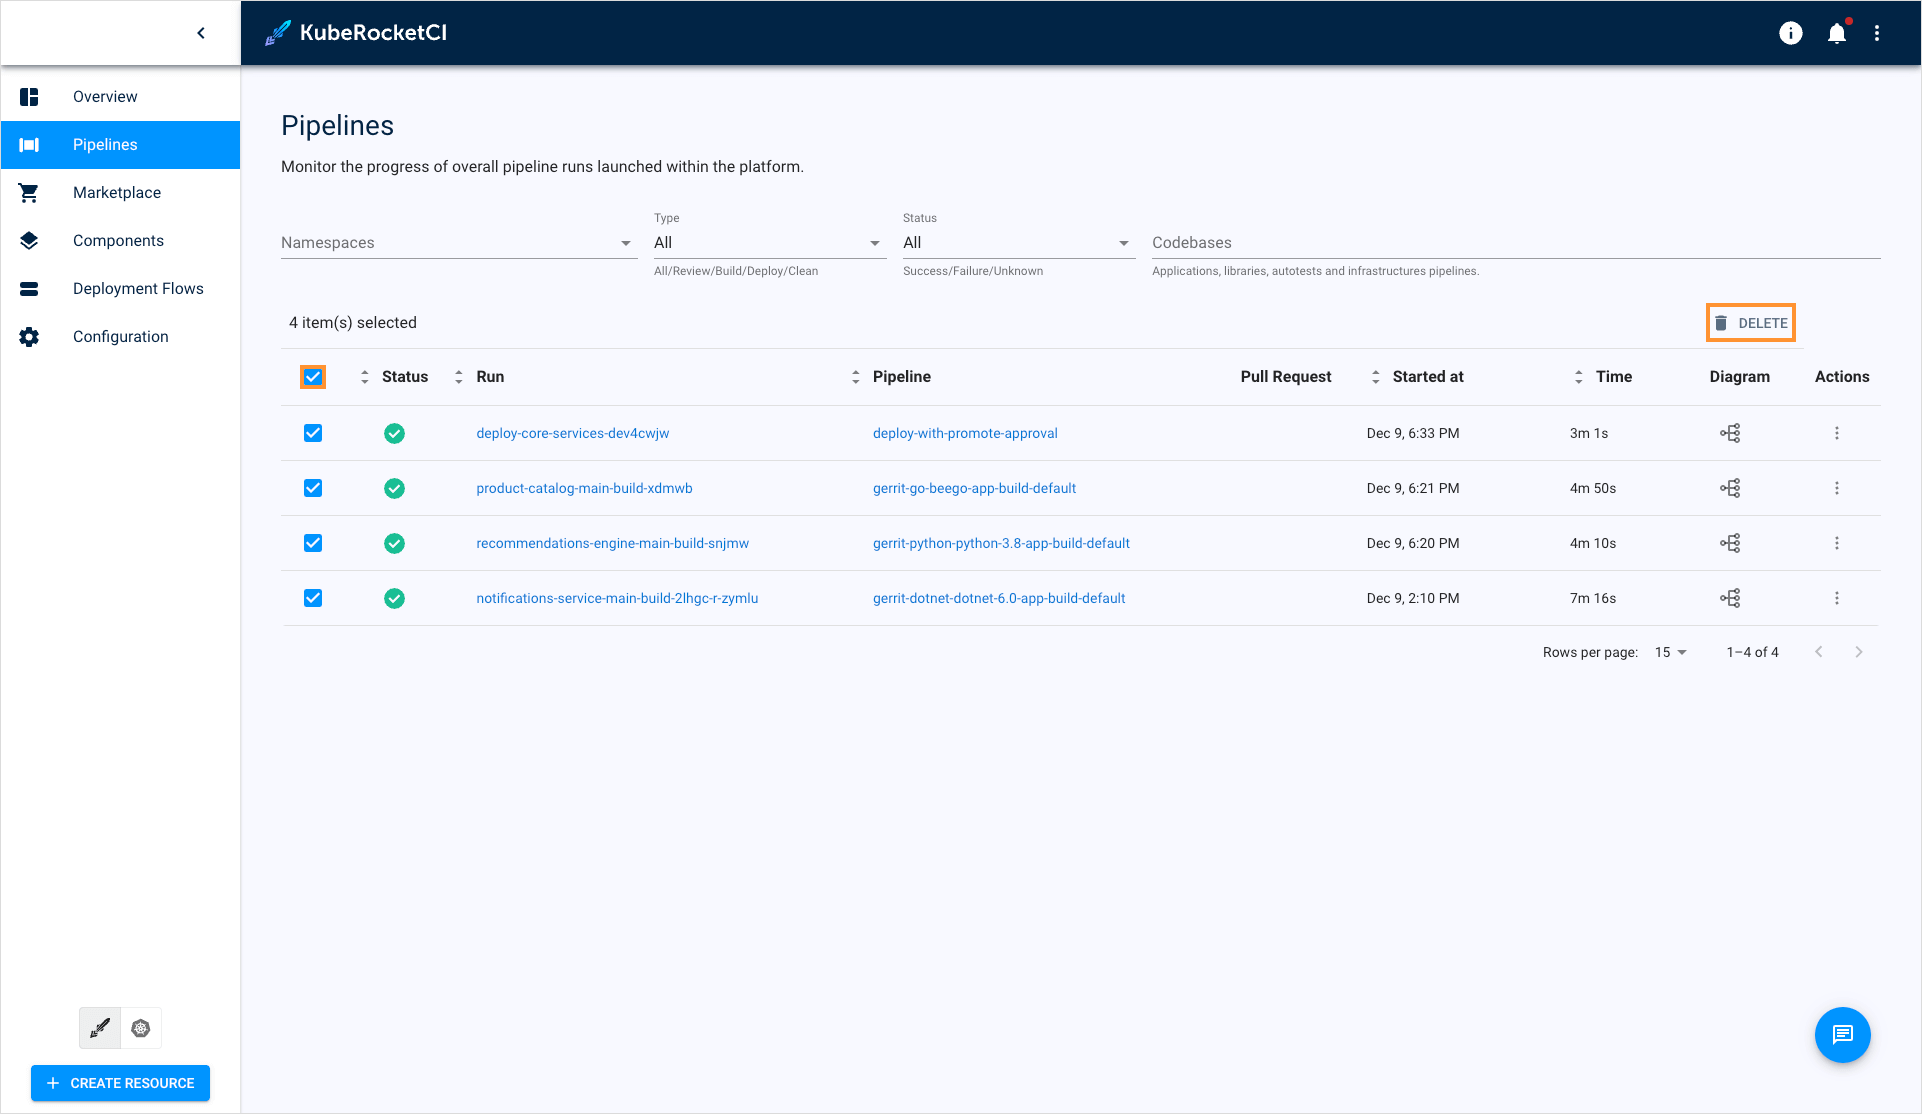 KubeRocketCI
Overview
Pipelines
Marketplace
Components
Deployment Flows
Configuration
CREATE RESOURCE
Pipelines
Monitor the progress of overall pipeline runs launched within the platform.
Namespaces
Type
All
All/Review/Build/Deploy/Clean
Status
All
Success/Failure/Unknown
Codebases
Applications, libraries, autotests and infrastructures pipelines.
4 item(s) selected
DELETE
Status Run Pipeline Pull Request Started at Time Diagram Actions
deploy-core-services-dev4cwjw deploy-with-promote-approval Dec 9, 6:33 PM 3m 1s
product-catalog-main-build-xdmwb gerrit-go-beego-app-build-default Dec 9, 6:21 PM 4m 50s
recommendations-engine-main-build-snjmw gerrit-python-python-3.8-app-build-default Dec 9, 6:20 PM 4m 10s
notifications-service-main-build-2lhgc-r-zymlu gerrit-dotnet-dotnet-6.0-app-build-default Dec 9, 2:10 PM 7m 16s
Rows per page: 15 1–4 of 4